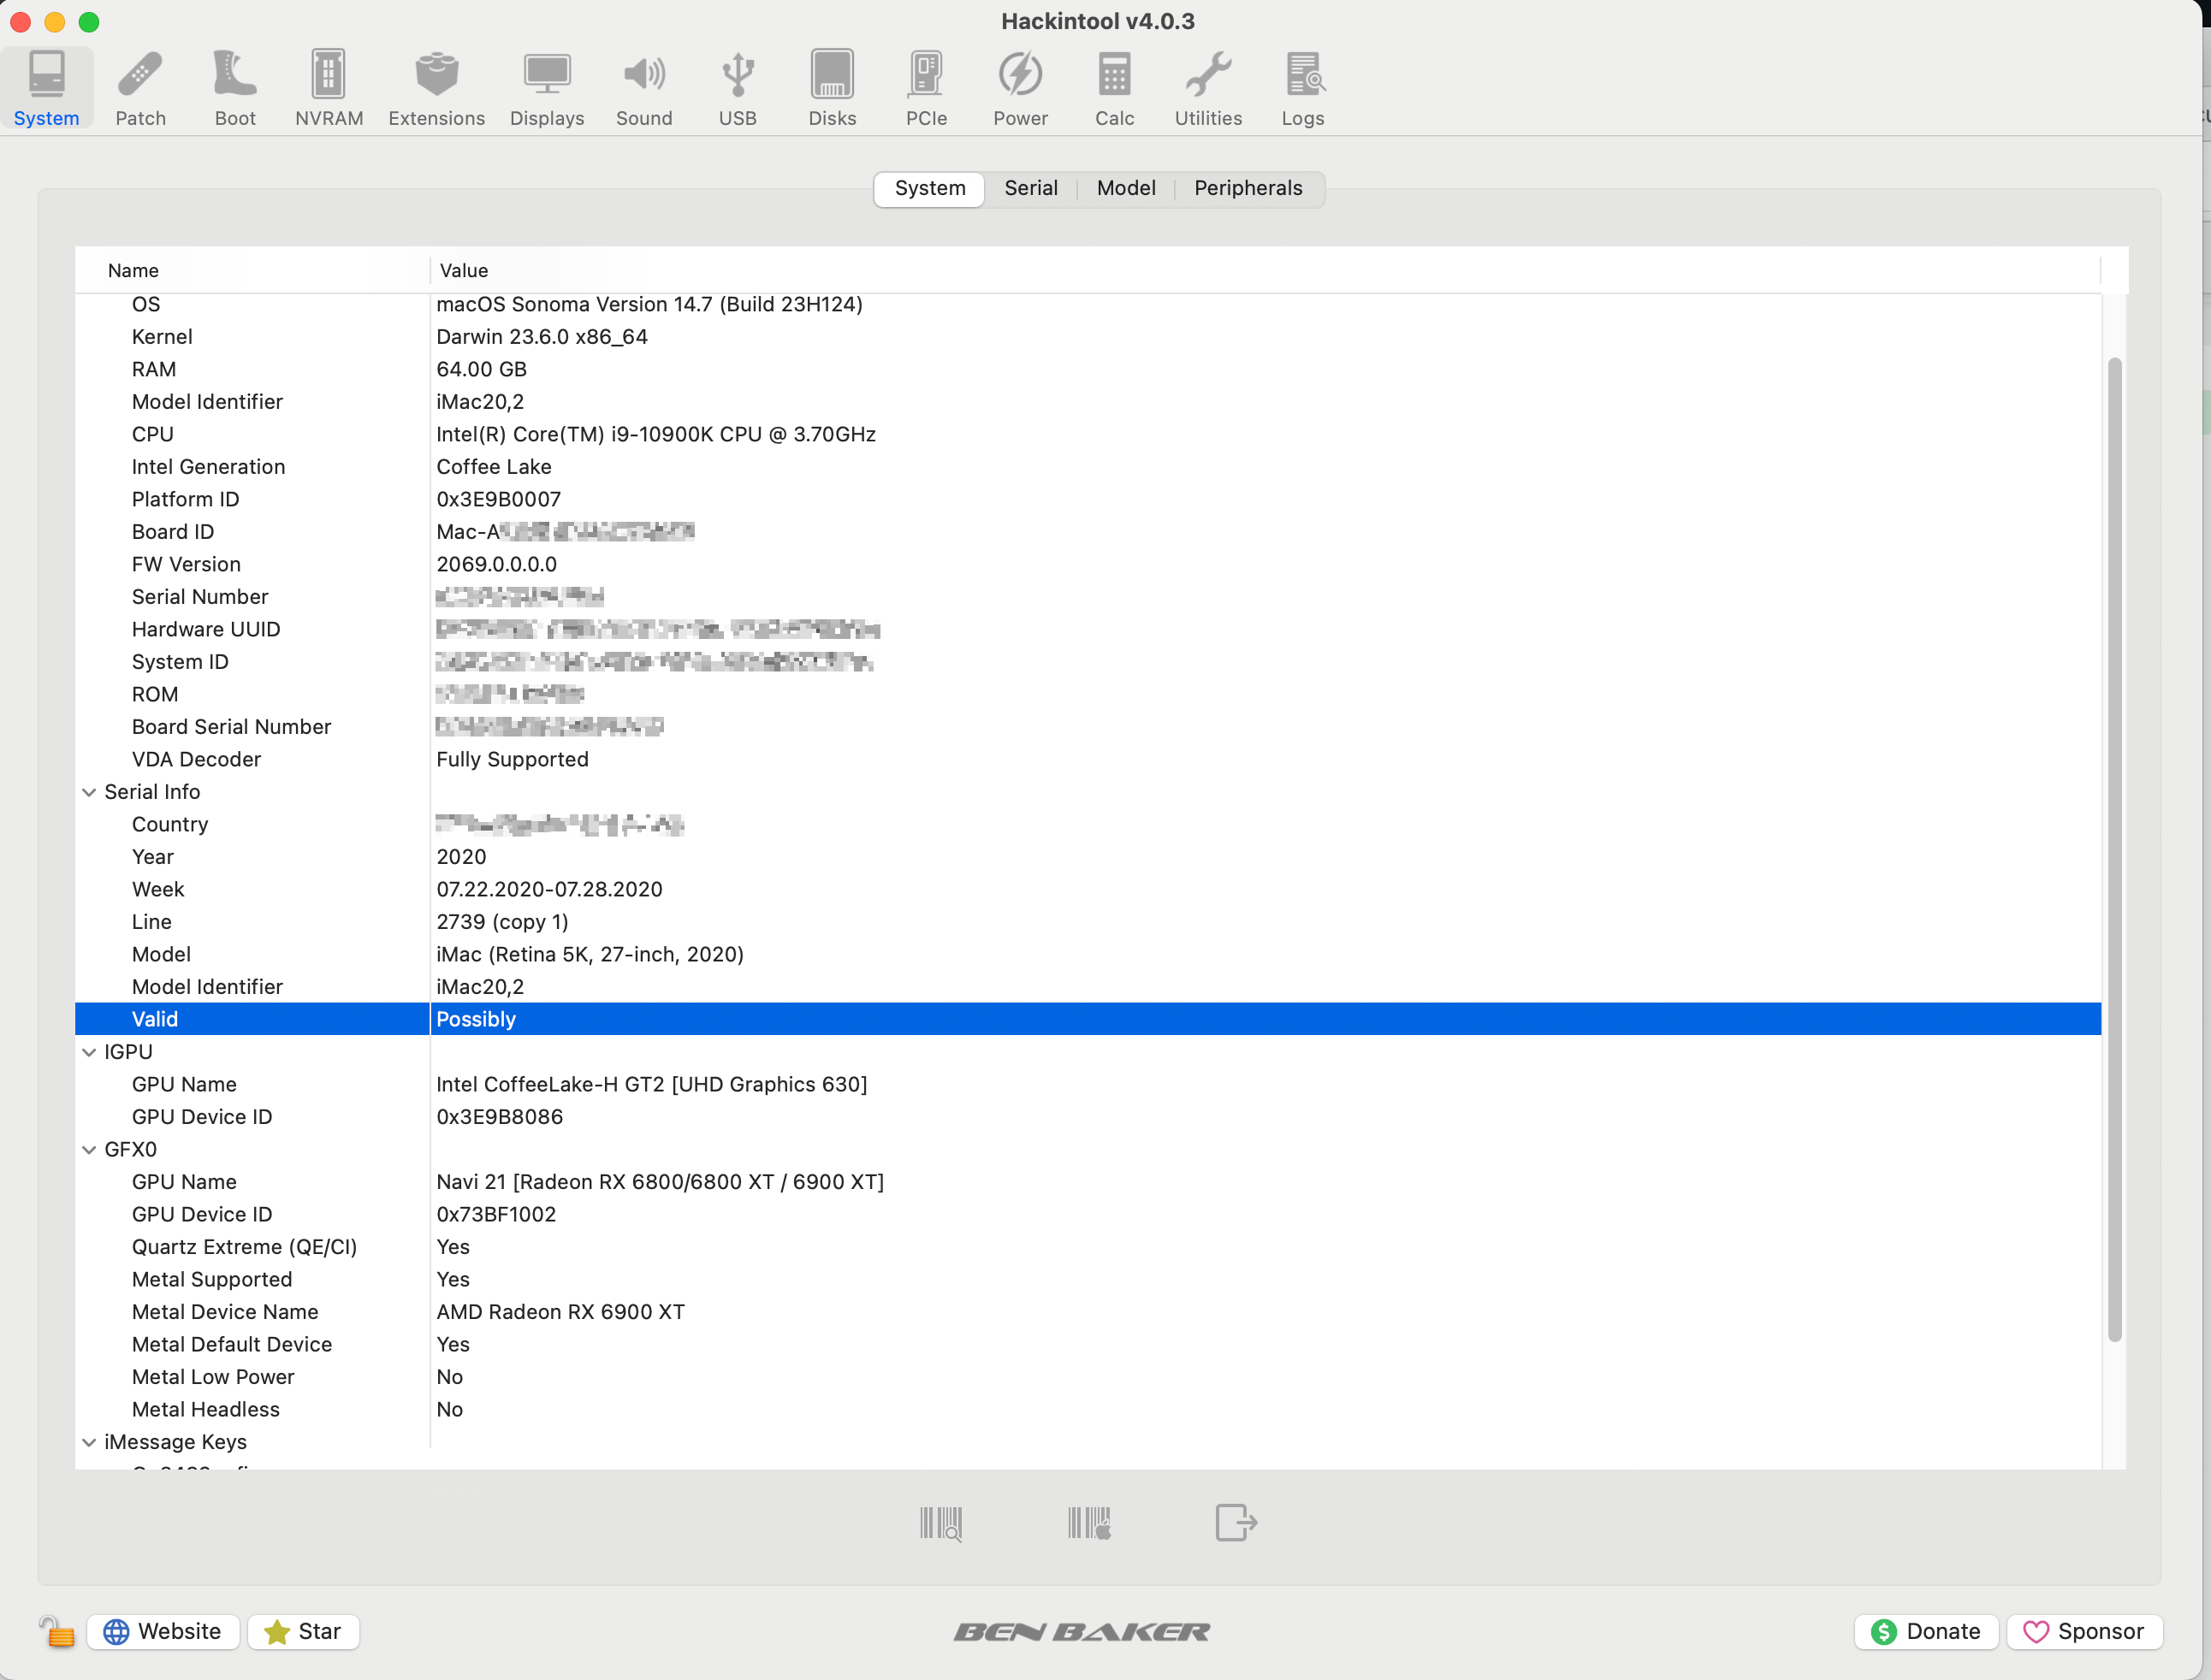 Hackintool v4.0.3
System Patch Boot NVRAM Extensions Displays Sound USB Disks PCIe Power Calc Utilities Logs
System Serial Model Peripherals
Name Value
OS macOS Sonoma Version 14.7 (Build 23H124)
Kernel Darwin 23.6.0 x86_64
RAM 64.00 GB
Model Identifier iMac20,2
CPU Intel(R) Core(TM) i9-10900K CPU @ 3.70GHz
Intel Generation Coffee Lake
Platform ID 0x3E9B0007
Board ID Mac-A
FW Version 2069.0.0.0.0
Serial Number
Hardware UUID
System ID
ROM
Board Serial Number
VDA Decoder Fully Supported
Serial Info
Country
Year 2020
Week 07.22.2020-07.28.2020
Line 2739 (copy 1)
Model iMac (Retina 5K, 27-inch, 2020)
Model Identifier iMac20,2
Valid Possibly
IGPU
GPU Name Intel CoffeeLake-H GT2 [UHD Graphics 630]
GPU Device ID 0x3E9B8086
GFX0
GPU Name Navi 21 [Radeon RX 6800/6800 XT / 6900 XT]
GPU Device ID 0x73BF1002
Quartz Extreme (QE/CI) Yes
Metal Supported Yes
Metal Device Name AMD Radeon RX 6900 XT
Metal Default Device Yes
Metal Low Power No
Metal Headless No
iMessage Keys
Website Star BEN BAKER Donate Sponsor